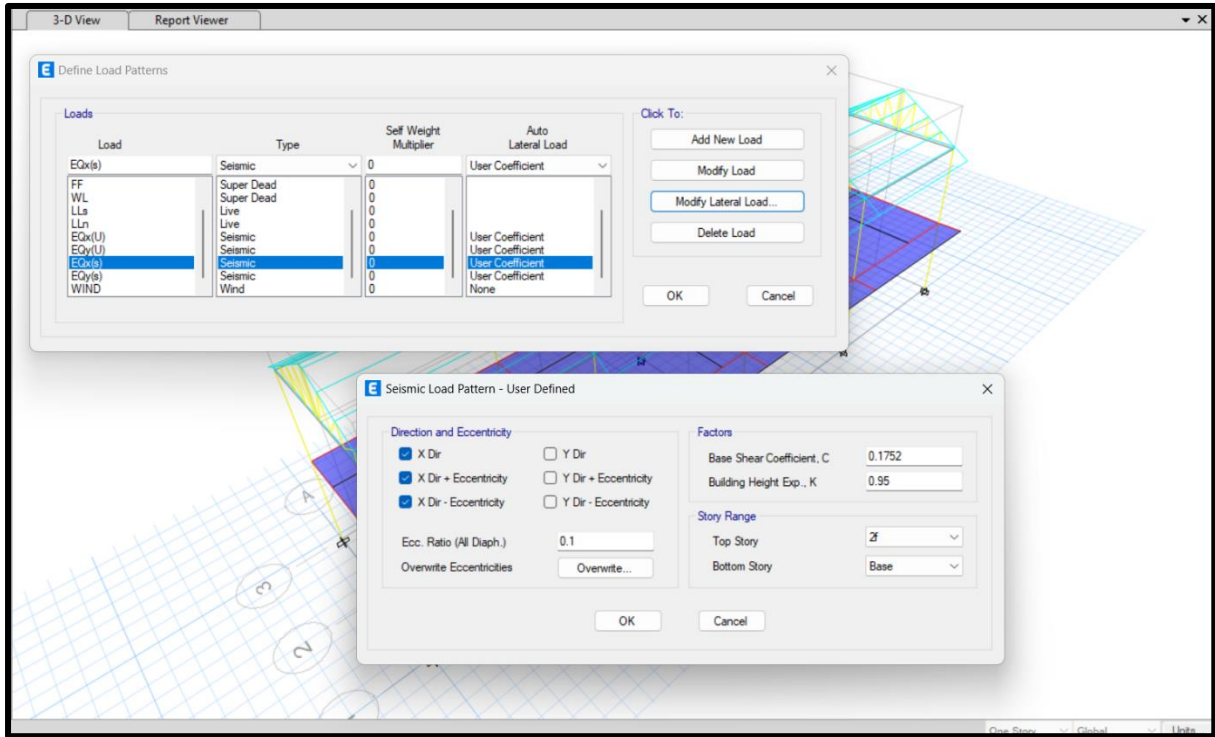 3-D View Report Viewer
E Define Load Patterns
Loads
Click To:
Load Type Self Weight Multiplier Auto Lateral Load
EQx(s) Seismic 0 User Coefficient
FF Super Dead 0
WL Super Dead 0
LLs Live 0
LLn Live 0
EQx(U) Seismic 0 User Coefficient
EQy(U) Seismic 0 User Coefficient
EQx(s) Seismic 0 User Coefficient
EQy(s) Seismic 0 User Coefficient
WIND Wind 0 None
Add New Load
Modify Load
Modify Lateral Load...
Delete Load
OK Cancel
E Seismic Load Pattern - User Defined
Direction and Eccentricity
X Dir Y Dir
X Dir + Eccentricity Y Dir + Eccentricity
X Dir - Eccentricity Y Dir - Eccentricity
Ecc. Ratio (All Diaph.) 0.1
Overwrite Eccentricities Overwrite...
Factors
Base Shear Coefficient, C 0.1752
Building Height Exp., K 0.95
Story Range
Top Story 2f
Bottom Story Base
OK Cancel
A
3
2
One Story Global Units